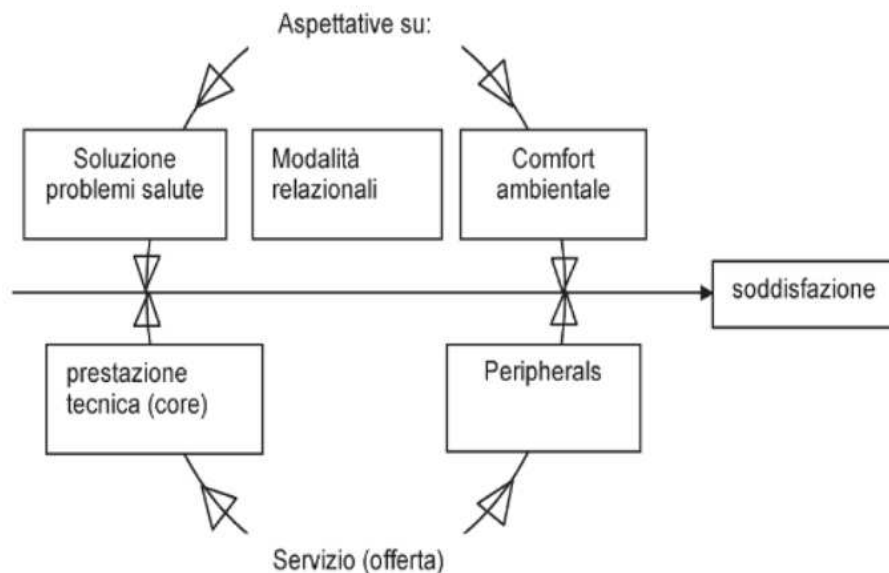 Aspettative su:
Soluzione
problemi salute
Modalità
relazionali
Comfort
ambientale
soddisfazione
prestazione
tecnica (core)
Peripherals
Servizio (offerta)